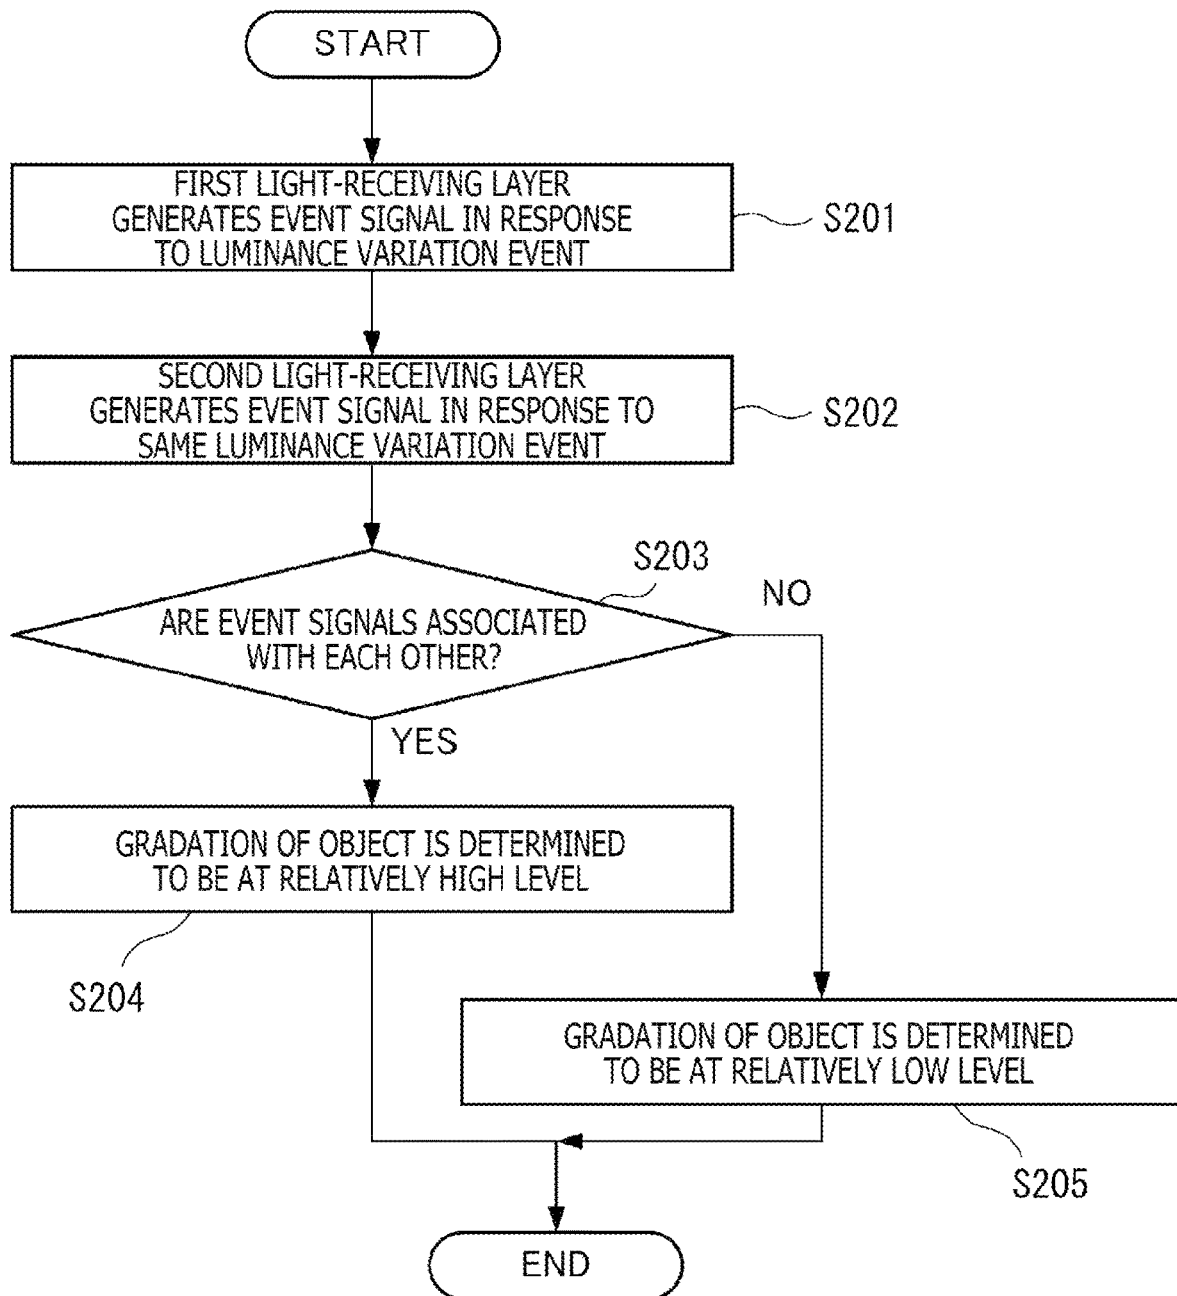 START
FIRST LIGHT-RECEIVING LAYER
GENERATES EVENT SIGNAL IN RESPONSE
TO LUMINANCE VARIATION EVENT
S201
SECOND LIGHT-RECEIVING LAYER
GENERATES EVENT SIGNAL IN RESPONSE TO
SAME LUMINANCE VARIATION EVENT
S202
S203
ARE EVENT SIGNALS ASSOCIATED
WITH EACH OTHER?
NO
YES
GRADATION OF OBJECT IS DETERMINED
TO BE AT RELATIVELY HIGH LEVEL
S204
GRADATION OF OBJECT IS DETERMINED
TO BE AT RELATIVELY LOW LEVEL
S205
END